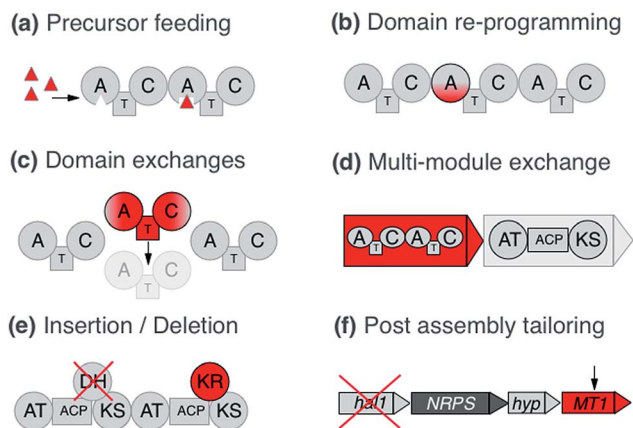 (a) Precursor feeding
A C A C
T T
(b) Domain re-programming
A C A C A C
T T T
(c) Domain exchanges
A C
T
A C
T
A C
T
A C
T
(d) Multi-module exchange
A C A C AT ACP KS
T T
(e) Insertion / Deletion
DH KR
AT ACP KS AT ACP KS
(f) Post assembly tailoring
hal1 NRPS hyp MT1